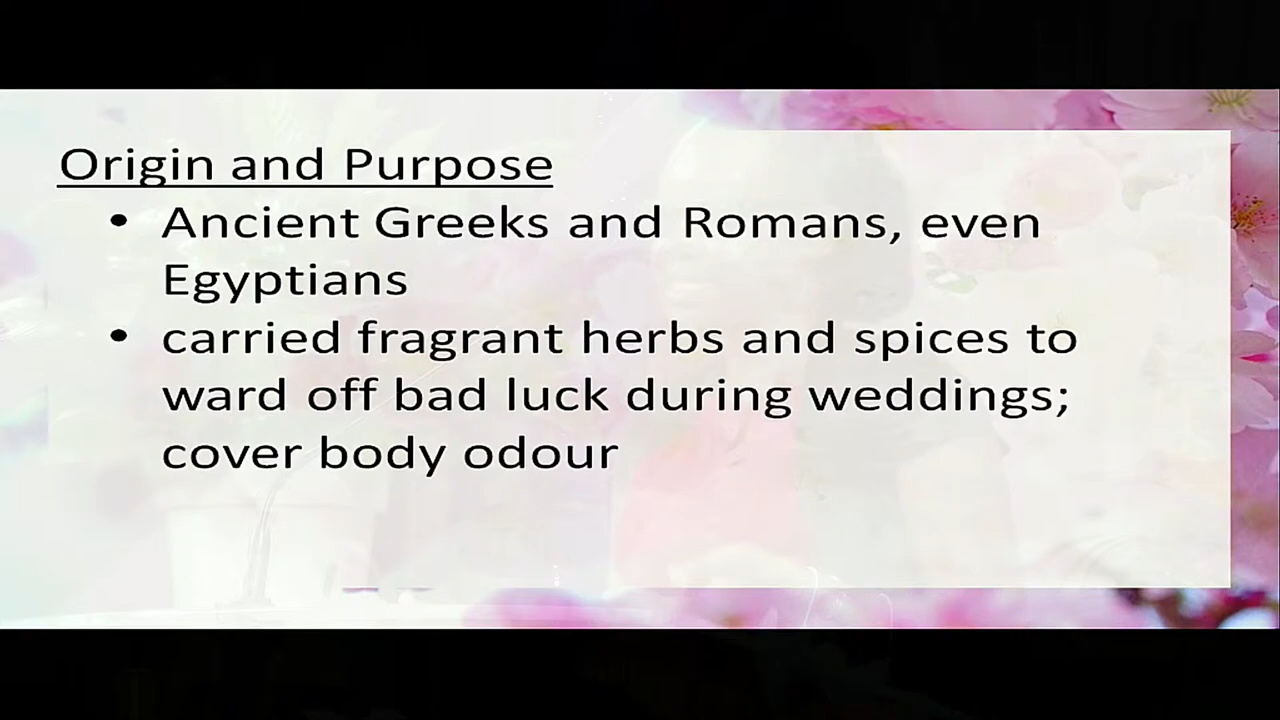 Origin and Purpose
• Ancient Greeks and Romans, even
Egyptians
• carried fragrant herbs and spices to
ward off bad luck during weddings;
cover body odour